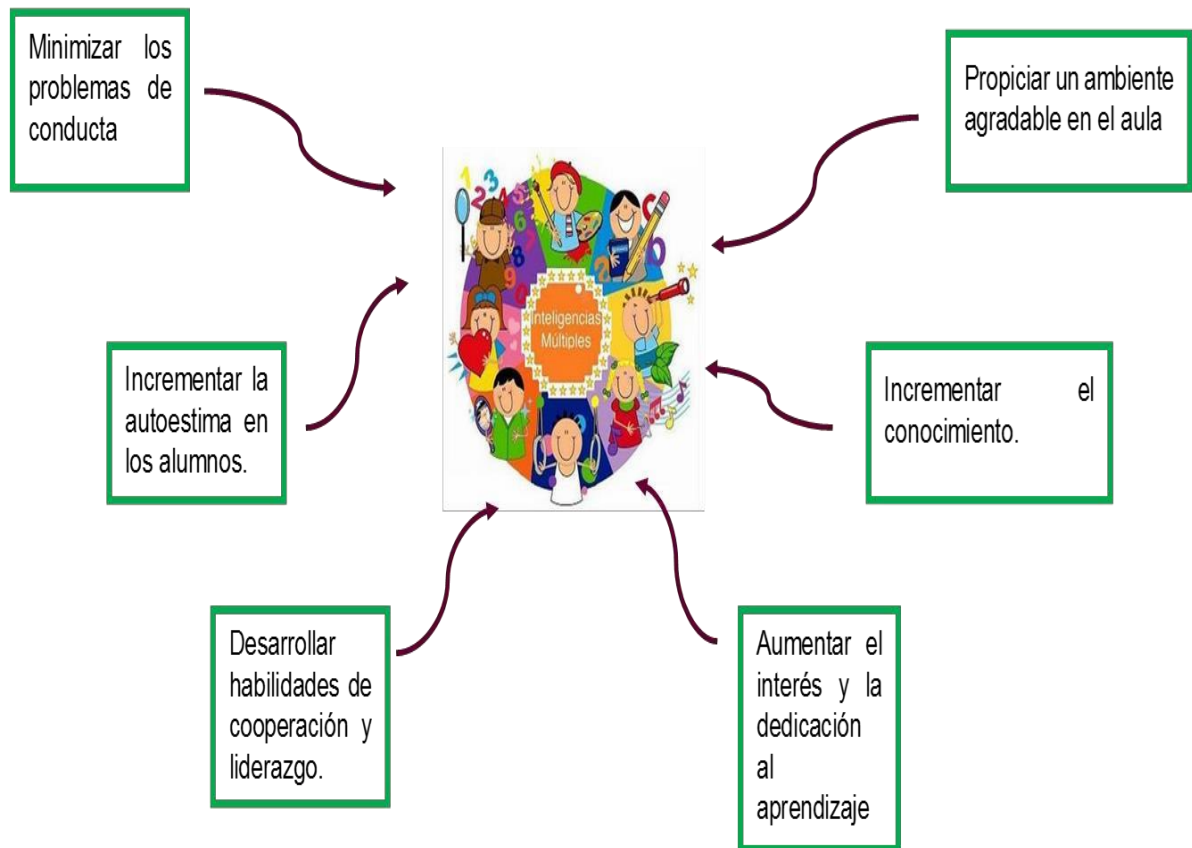 Minimizar los
problemas de
conducta
Propiciar un ambiente
agradable en el aula
Inteligencias
Múltiples
Incrementar la
autoestima en
los alumnos.
Incrementar el
conocimiento.
Desarrollar
habilidades de
cooperación y
liderazgo.
Aumentar el
interés y la
dedicación
al
aprendizaje